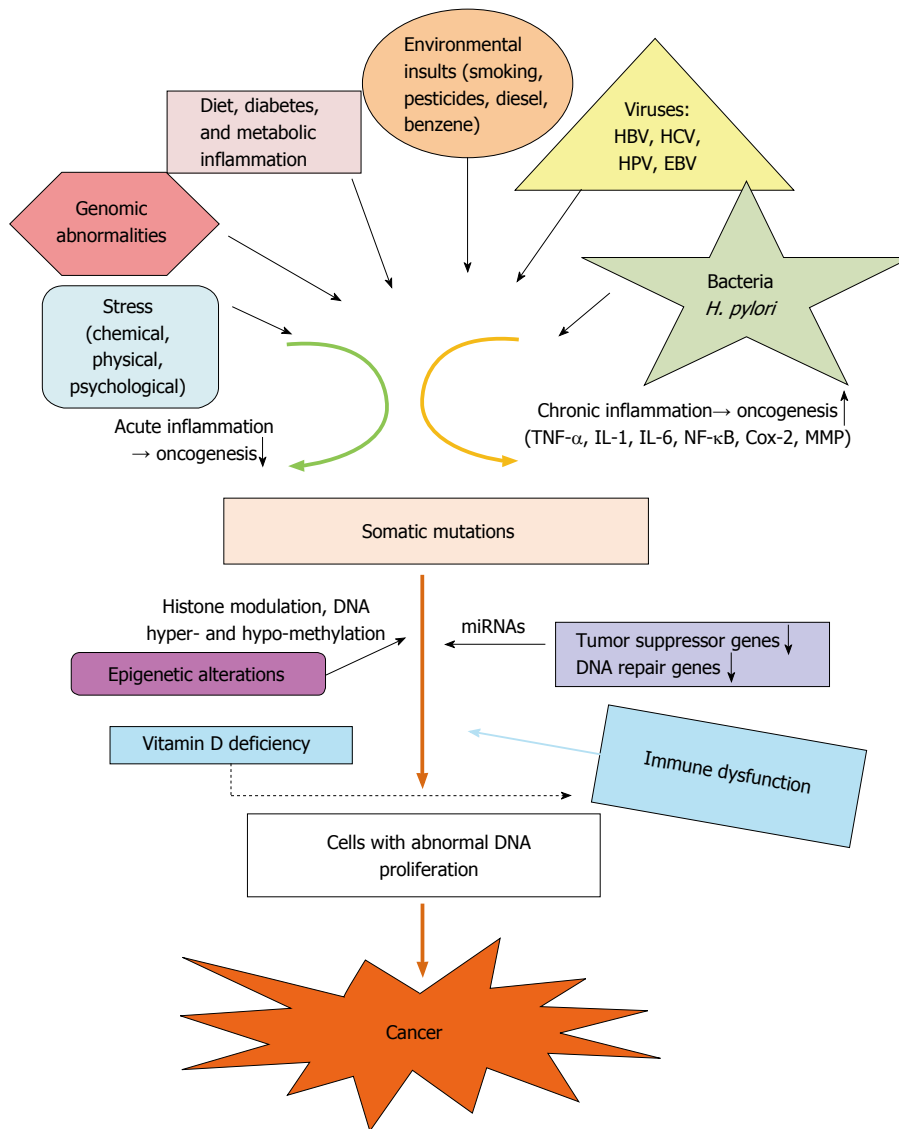 Environmental
insults (smoking,
pesticides, diesel,
benzene)
Diet, diabetes,
and metabolic
inflammation
Viruses:
HBV, HCV,
HPV, EBV
Genomic
abnormalities
Bacteria
H. pylori
Stress
(chemical,
physical,
psychological)
Acute inflammation
→ oncogenesis↓
Chronic inflammation→ oncogenesis↑
(TNF-α, IL-1, IL-6, NF-κB, Cox-2, MMP)
Somatic mutations
Histone modulation, DNA
hyper- and hypo-methylation
Epigenetic alterations
miRNAs
Tumor suppressor genes↓
DNA repair genes↓
Vitamin D deficiency
Immune dysfunction
Cells with abnormal DNA
proliferation
Cancer